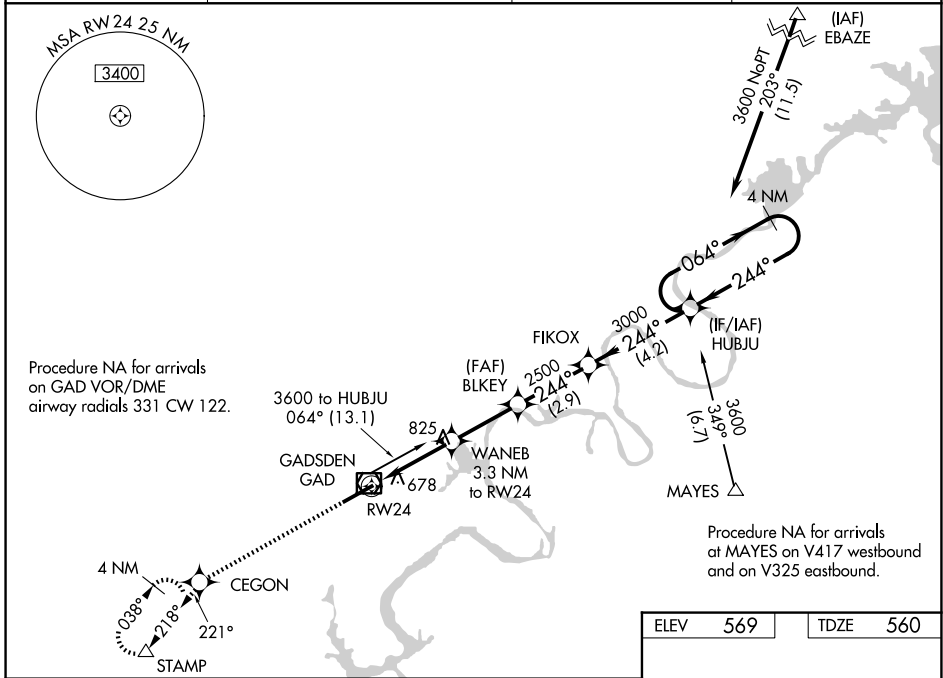 MSA RW24 25 NM
3400
(IAF)
EBAZE
3600 NoPT
203°
(11.5)
4 NM
064°
244°
(IF/IAF)
HUBJU
3000
244°
(4.2)
FIKOX
(FAF)
BLKEY
2500
244°
(2.9)
Procedure NA for arrivals
on GAD VOR/DME
airway radials 331 CW 122.
3600 to HUBJU
064° (13.1)
825
GADSDEN
GAD
678
RW24
WANEB
3.3 NM
to RW24
3600
349°
(6.7)
MAYES
Procedure NA for arrivals
at MAYES on V417 westbound
and on V325 eastbound.
4 NM
CEGON
038°
218°
221°
STAMP
ELEV 569
TDZE 560